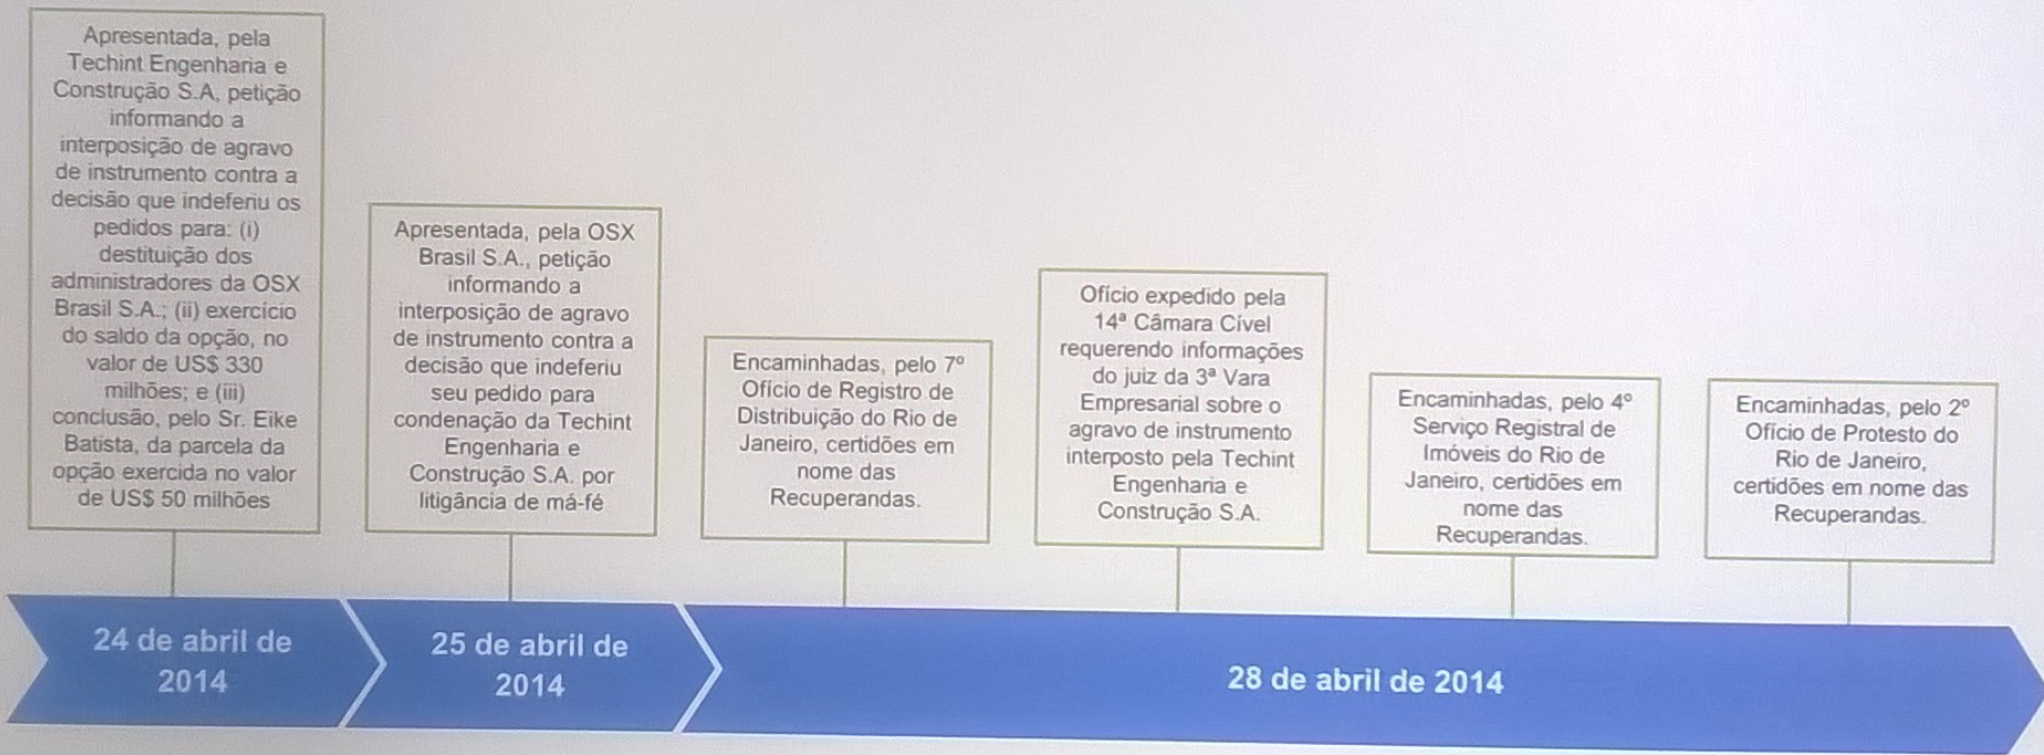 Apresentada, pela
Techint Engenharia e
Construção S.A, petição
informando a
interposição de agravo
de instrumento contra a
decisão que indeferiu os
pedidos para: (i)
destituição dos
administradores da OSX
Brasil S.A.; (ii) exercício
do saldo da opção, no
valor de US$ 330
milhões; e (iii)
conclusão, pelo Sr. Eike
Batista, da parcela da
opção exercida no valor
de US$ 50 milhões
Apresentada, pela OSX
Brasil S.A., petição
informando a
interposição de agravo
de instrumento contra a
decisão que indeferiu
seu pedido para
condenação da Techint
Engenharia e
Construção S.A. por
litigância de má-fé
Encaminhadas, pelo 7º
Ofício de Registro de
Distribuição do Rio de
Janeiro, certidões em
nome das
Recuperandas.
Ofício expedido pela
14ª Câmara Cível
requerendo informações
do juiz da 3ª Vara
Empresarial sobre o
agravo de instrumento
interposto pela Techint
Engenharia e
Construção S.A.
Encaminhadas, pelo 4º
Serviço Registral de
Imóveis do Rio de
Janeiro, certidões em
nome das
Recuperandas.
Encaminhadas, pelo 2º
Ofício de Protesto do
Rio de Janeiro,
certidões em nome das
Recuperandas.
24 de abril de
2014
25 de abril de
2014
28 de abril de 2014